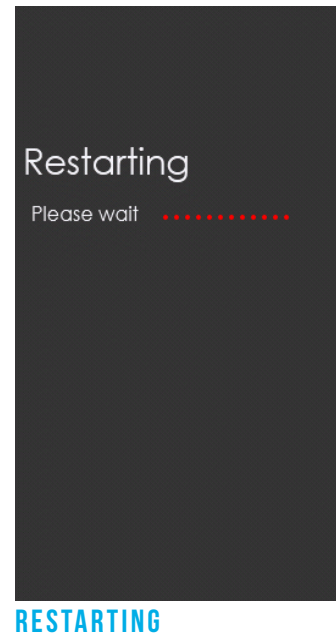 Restarting
Please wait ............
RESTARTING